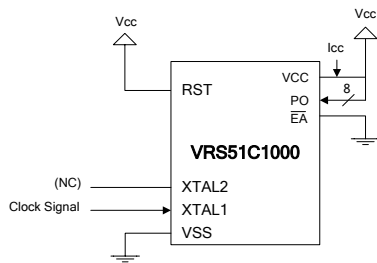 Vcc
Vcc
Icc
VCC
8
RST
PO
EA
VRS51C1000
(NC)
XTAL2
Clock Signal
XTAL1
VSS